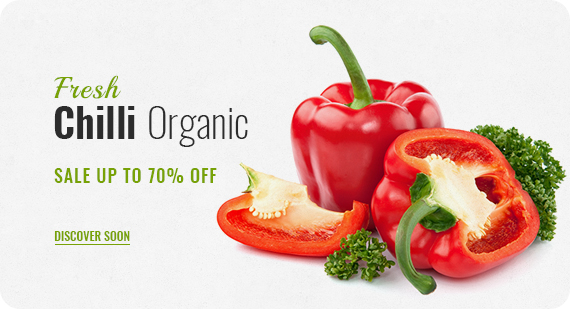 Fresh
Chilli Organic
SALE UP TO 70% OFF
DISCOVER SOON